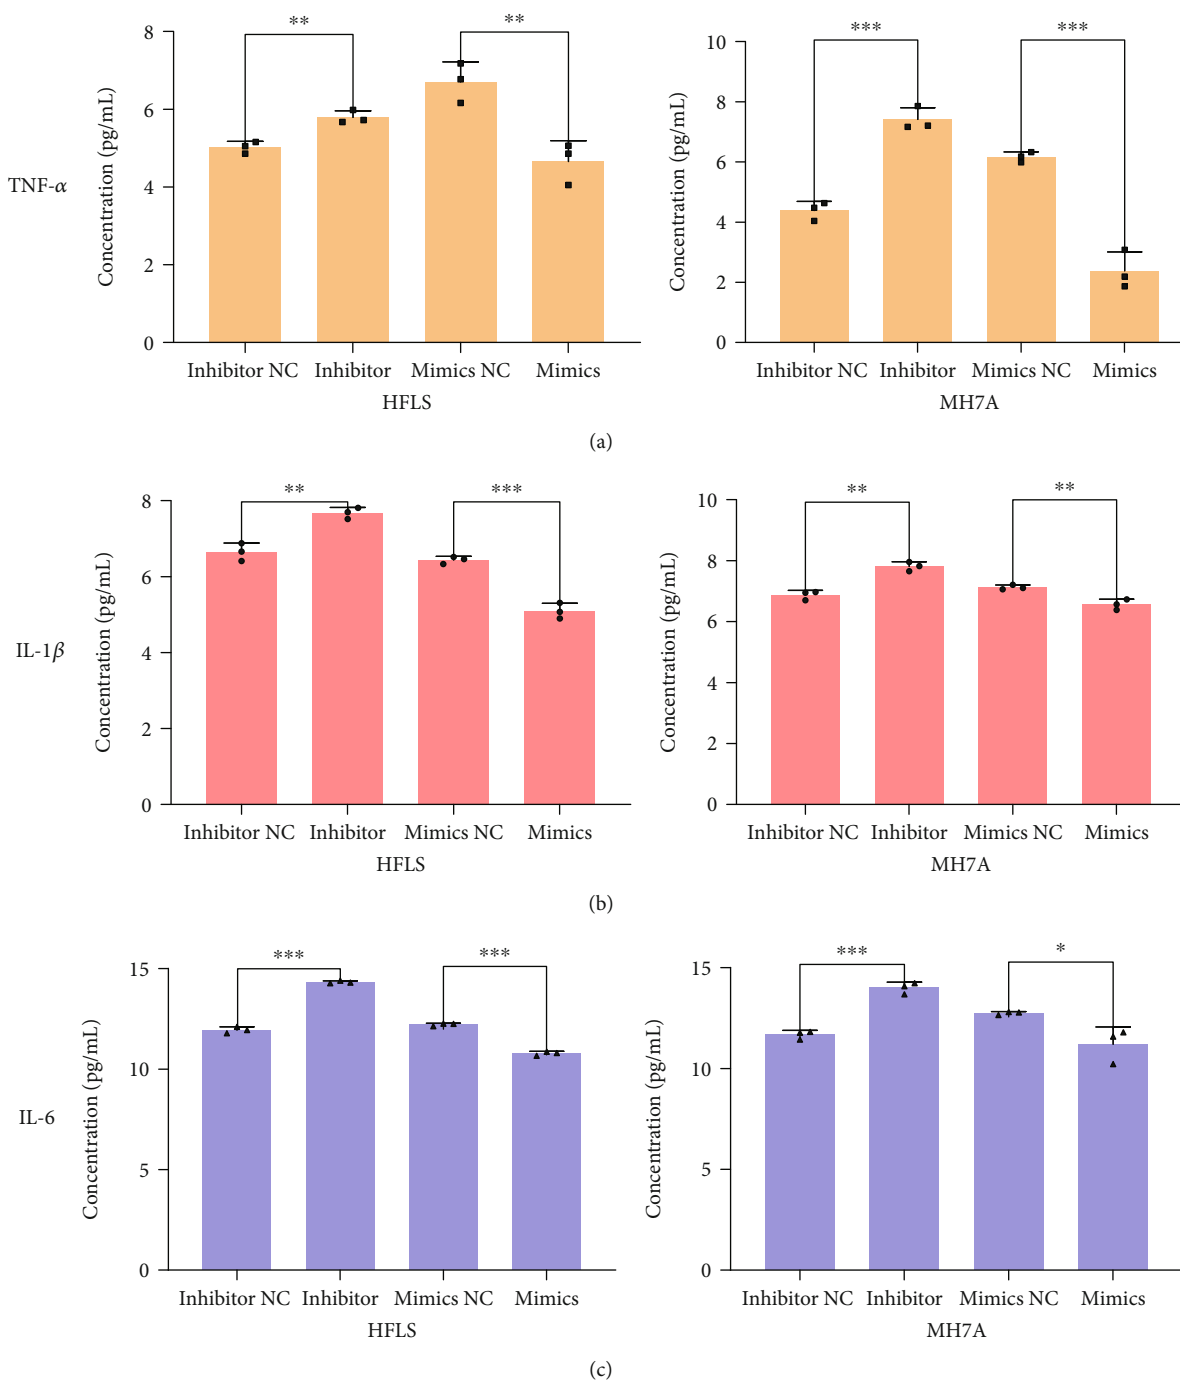 TNF-α
Concentration (pg/mL)
8
6
4
2
0
**
**
Inhibitor NC Inhibitor Mimics NC Mimics
HFLS
Concentration (pg/mL)
10
8
6
4
2
0
***
***
Inhibitor NC Inhibitor Mimics NC Mimics
MH7A
(a)
IL-1β
Concentration (pg/mL)
8
6
4
2
0
**
***
Inhibitor NC Inhibitor Mimics NC Mimics
HFLS
Concentration (pg/mL)
10
8
6
4
2
0
**
**
Inhibitor NC Inhibitor Mimics NC Mimics
MH7A
(b)
IL-6
Concentration (pg/mL)
15
10
5
0
***
***
Inhibitor NC Inhibitor Mimics NC Mimics
HFLS
Concentration (pg/mL)
15
10
5
0
***
*
Inhibitor NC Inhibitor Mimics NC Mimics
MH7A
(c)